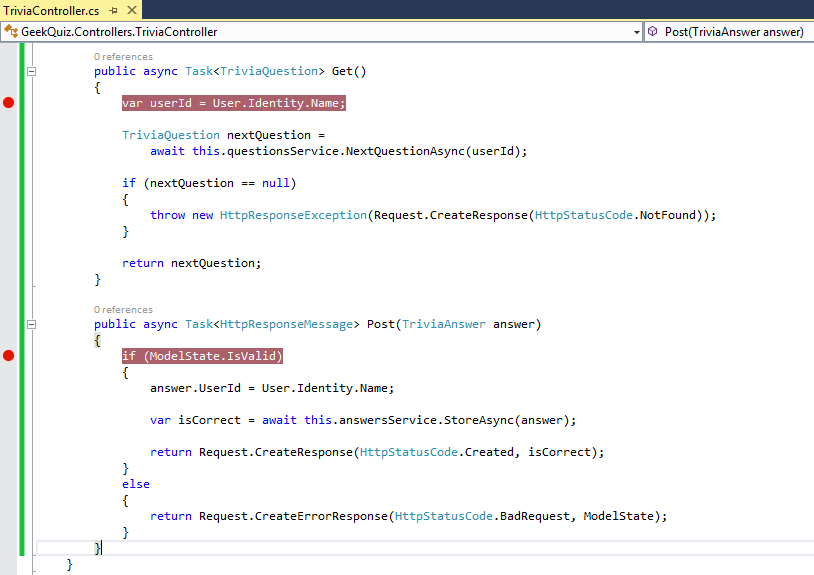 TriviaController.cs
GeekQuiz.Controllers.TriviaController Post(TriviaAnswer answer)
0 references
public async Task<TriviaQuestion> Get()
{
var userId = User.Identity.Name;
TriviaQuestion nextQuestion =
await this.questionsService.NextQuestionAsync(userId);
if (nextQuestion == null)
{
throw new HttpResponseException(Request.CreateResponse(HttpStatusCode.NotFound));
}
return nextQuestion;
}
0 references
public async Task<HttpResponseMessage> Post(TriviaAnswer answer)
{
if (ModelState.IsValid)
{
answer.UserId = User.Identity.Name;
var isCorrect = await this.answersService.StoreAsync(answer);
return Request.CreateResponse(HttpStatusCode.Created, isCorrect);
}
else
{
return Request.CreateErrorResponse(HttpStatusCode.BadRequest, ModelState);
}
}
}